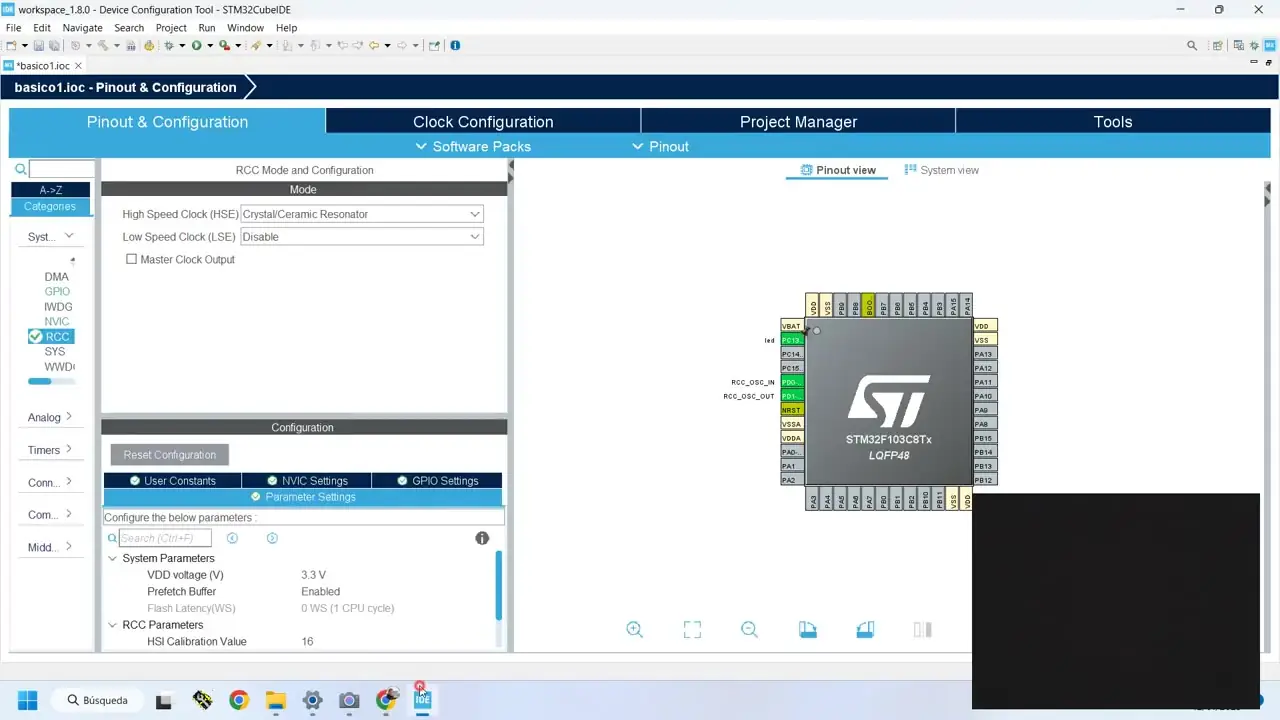 IDE workspace_1.8.0 - Device Configuration Tool - STM32CubeIDE
File Edit Navigate Search Project Run Window Help
MX *basico1.ioc
basico1.ioc - Pinout & Configuration
Pinout & Configuration Clock Configuration Project Manager Tools
Software Packs Pinout
RCC Mode and Configuration Pinout view System view
A->Z Mode
Categories
High Speed Clock (HSE) Crystal/Ceramic Resonator
Syst... Low Speed Clock (LSE) Disable
Master Clock Output
DMA
GPIO
IWDG
NVIC
RCC
SYS
WWDG
Analog
Timers
Conn...
Com...
Midd...
Configuration
Reset Configuration
User Constants NVIC Settings GPIO Settings
Parameter Settings
Configure the below parameters :
Search (Ctrl+F)
System Parameters
VDD voltage (V) 3.3 V
Prefetch Buffer Enabled
Flash Latency(WS) 0 WS (1 CPU cycle)
RCC Parameters
HSI Calibration Value 16
VDD VSS PB9 PB8 BOO... PB7 PB6 PB5 PB4 PB3 PA15 PA14
VBAT VDD
led PC13.. VSS
PC14.. PA13
PC15.. PA12
RCC_OSC_IN PD0-.. PA11
RCC_OSC_OUT PD1-.. PA10
NRST PA9
VSSA PA8
VDDA PB15
PA0-.. PB14
PA1 PB13
PA2 PB12
STM32F103C8Tx
LQFP48
PA3 PA4 PA5 PA6 PA7 PB0 PB1 PB2 PB10 PB11 VSS VDD
Búsqueda
IDE